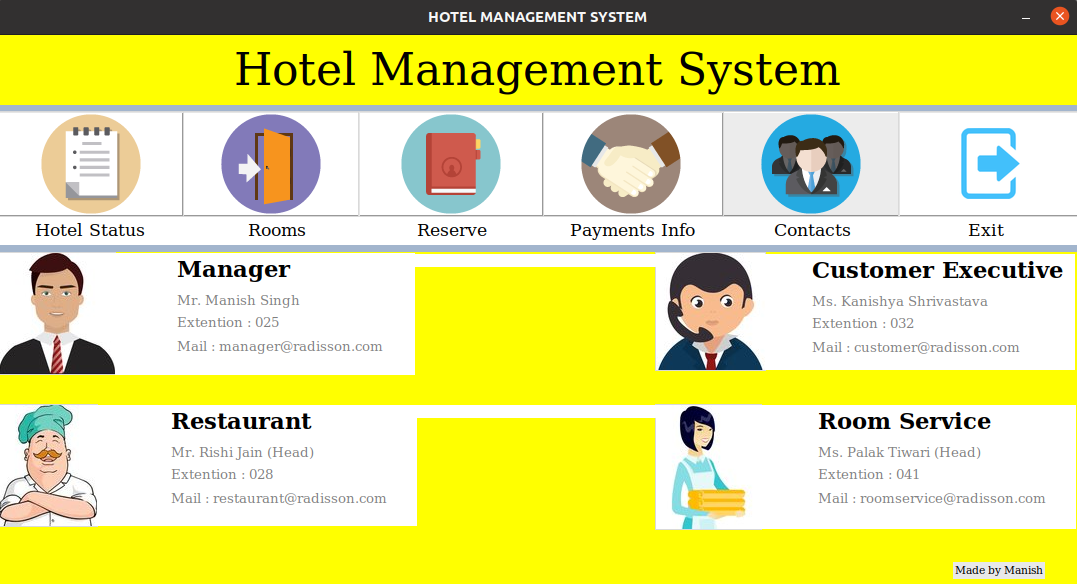 HOTEL MANAGEMENT SYSTEM
Hotel Management System
Hotel Status
Rooms
Reserve
Payments Info
Contacts
Exit
Manager
Mr. Manish Singh
Extention : 025
Mail : manager@radisson.com
Customer Executive
Ms. Kanishya Shrivastava
Extention : 032
Mail : customer@radisson.com
Restaurant
Mr. Rishi Jain (Head)
Extention : 028
Mail : restaurant@radisson.com
Room Service
Ms. Palak Tiwari (Head)
Extention : 041
Mail : roomservice@radisson.com
Made by Manish